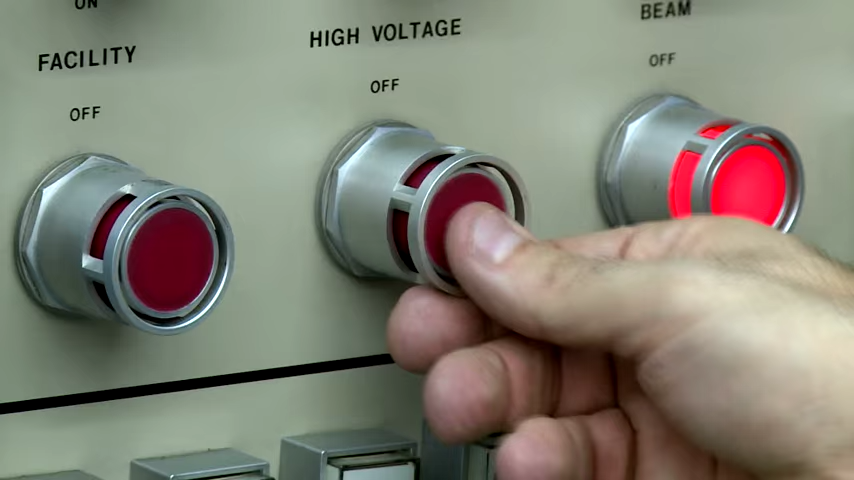 ON
FACILITY
OFF
HIGH VOLTAGE
OFF
BEAM
OFF